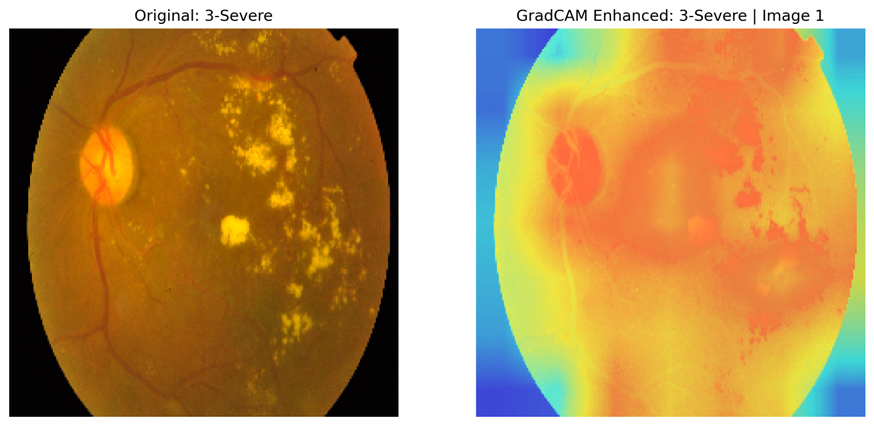 Original: 3-Severe
GradCAM Enhanced: 3-Severe | Image 1